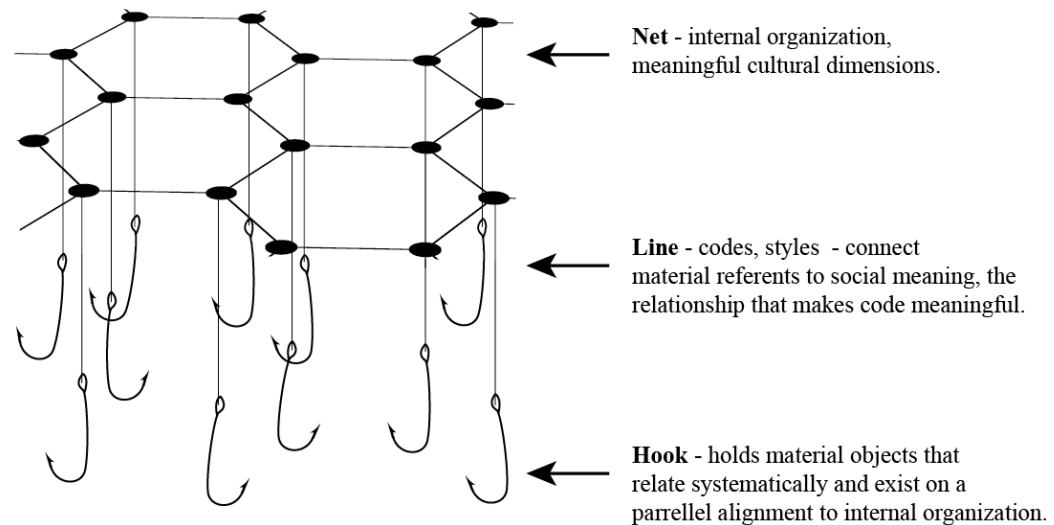 Net - internal organization,
meaningful cultural dimensions.
Line - codes, styles - connect
material referents to social meaning, the
relationship that makes code meaningful.
Hook - holds material objects that
relate systematically and exist on a
parrellel alignment to internal organization.